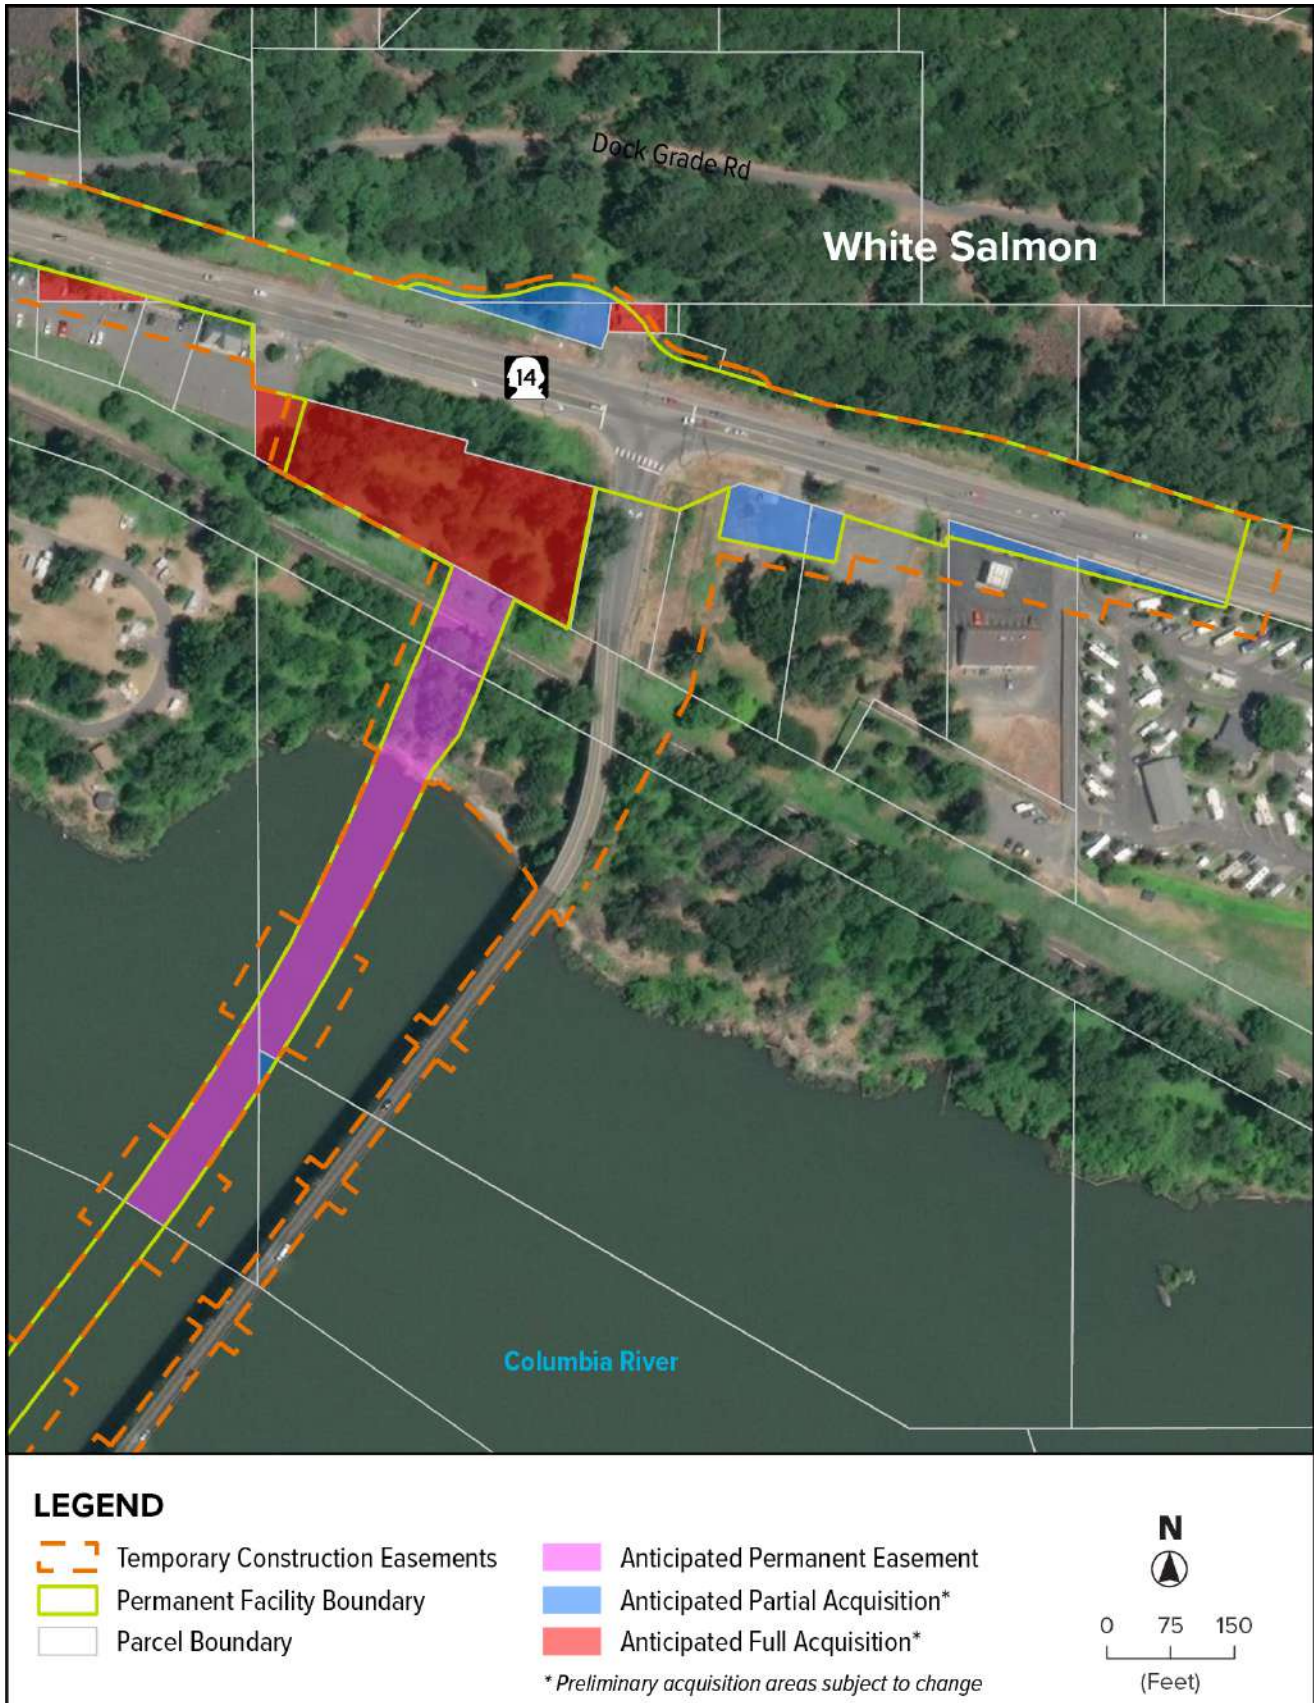 Dock Grade Rd
White Salmon
14
Columbia River
LEGEND
Temporary Construction Easements
Permanent Facility Boundary
Parcel Boundary
Anticipated Permanent Easement
Anticipated Partial Acquisition*
Anticipated Full Acquisition*
* Preliminary acquisition areas subject to change
N
0 75 150
(Feet)